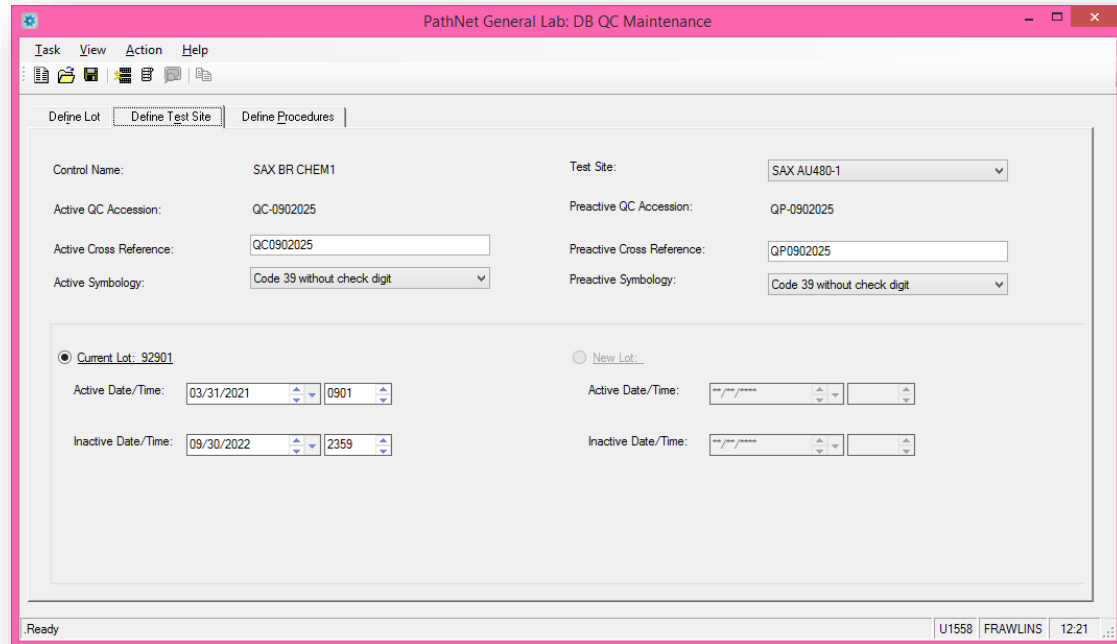 PathNet General Lab: DB QC Maintenance
Task View Action Help
Define Lot Define Test Site Define Procedures
Control Name: SAX BR CHEM1 Test Site: SAX AU480-1
Active QC Accession: QC-0902025 Preactive QC Accession: QP-0902025
Active Cross Reference: QC0902025 Preactive Cross Reference: QP0902025
Active Symbology: Code 39 without check digit Preactive Symbology: Code 39 without check digit
Current Lot: 92901 New Lot:
Active Date/Time: 03/31/2021 0901 Active Date/Time: **/**/****
Inactive Date/Time: 09/30/2022 2359 Inactive Date/Time: **/**/****
.Ready U1558 FRAWLINS 12:21